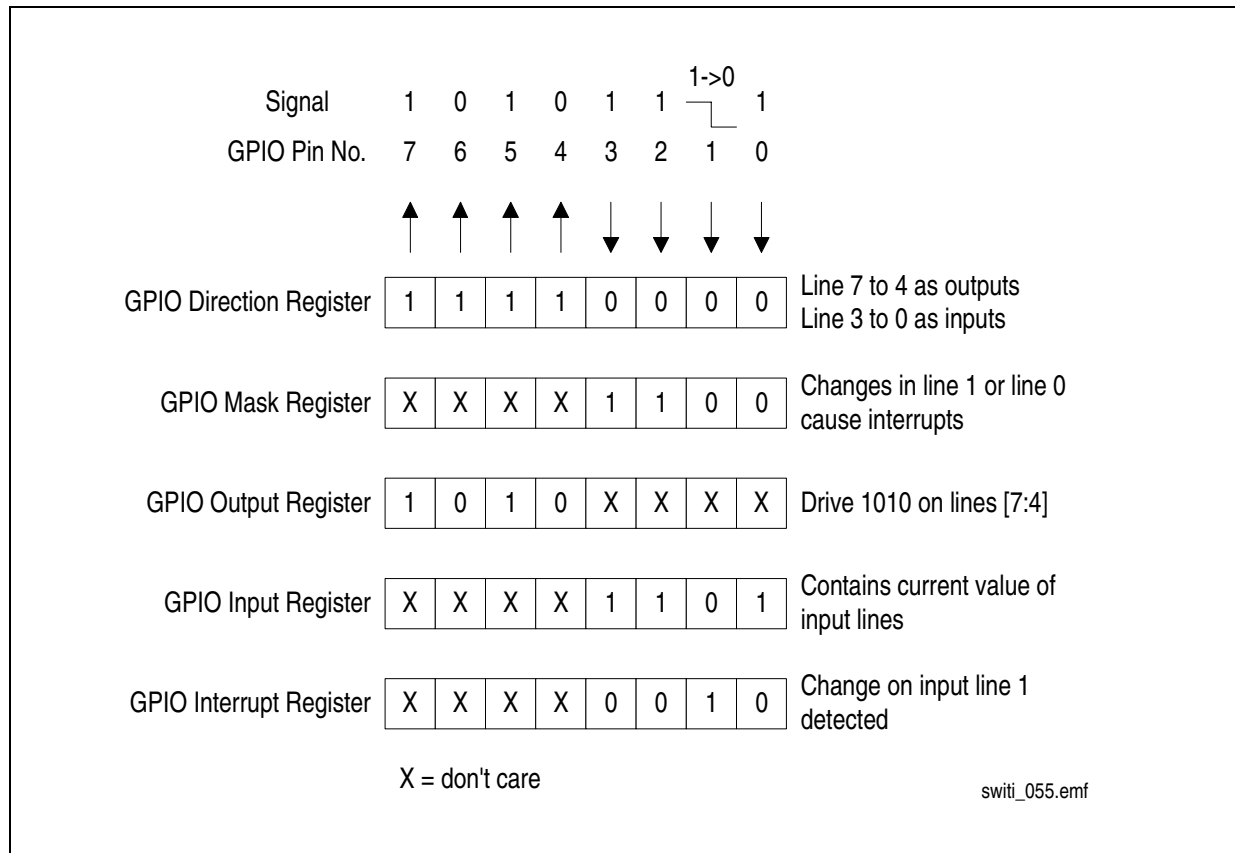 1->0
Signal 1 0 1 0 1 1 1
GPIO Pin No. 7 6 5 4 3 2 1 0
GPIO Direction Register 1 1 1 1 0 0 0 0 Line 7 to 4 as outputs
Line 3 to 0 as inputs
GPIO Mask Register X X X X 1 1 0 0 Changes in line 1 or line 0
cause interrupts
GPIO Output Register 1 0 1 0 X X X X Drive 1010 on lines [7:4]
GPIO Input Register X X X X 1 1 0 1 Contains current value of
input lines
GPIO Interrupt Register X X X X 0 0 1 0 Change on input line 1
detected
X = don't care
switi_055.emf